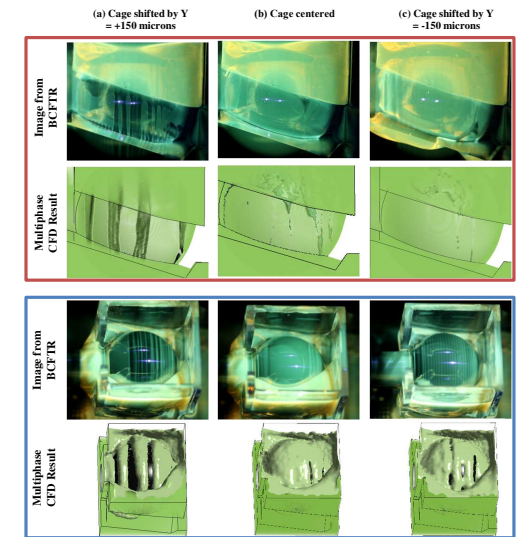 (a) Cage shifted by Y
= +150 microns
(b) Cage centered
(c) Cage shifted by Y
= -150 microns
Image from
BCFTR
Multiphase
CFD Result
Image from
BCFTR
Multiphase
CFD Result